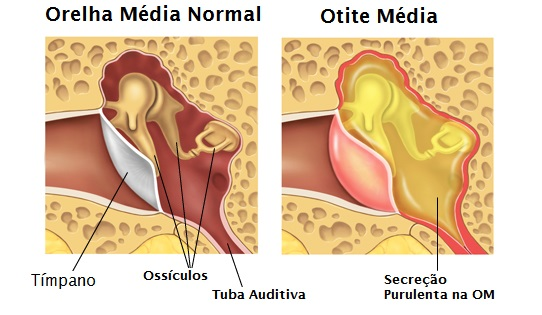 Orelha Média Normal
Otite Média
Tímpano
Ossículos
Tuba Auditiva
Secreção
Purulenta na OM